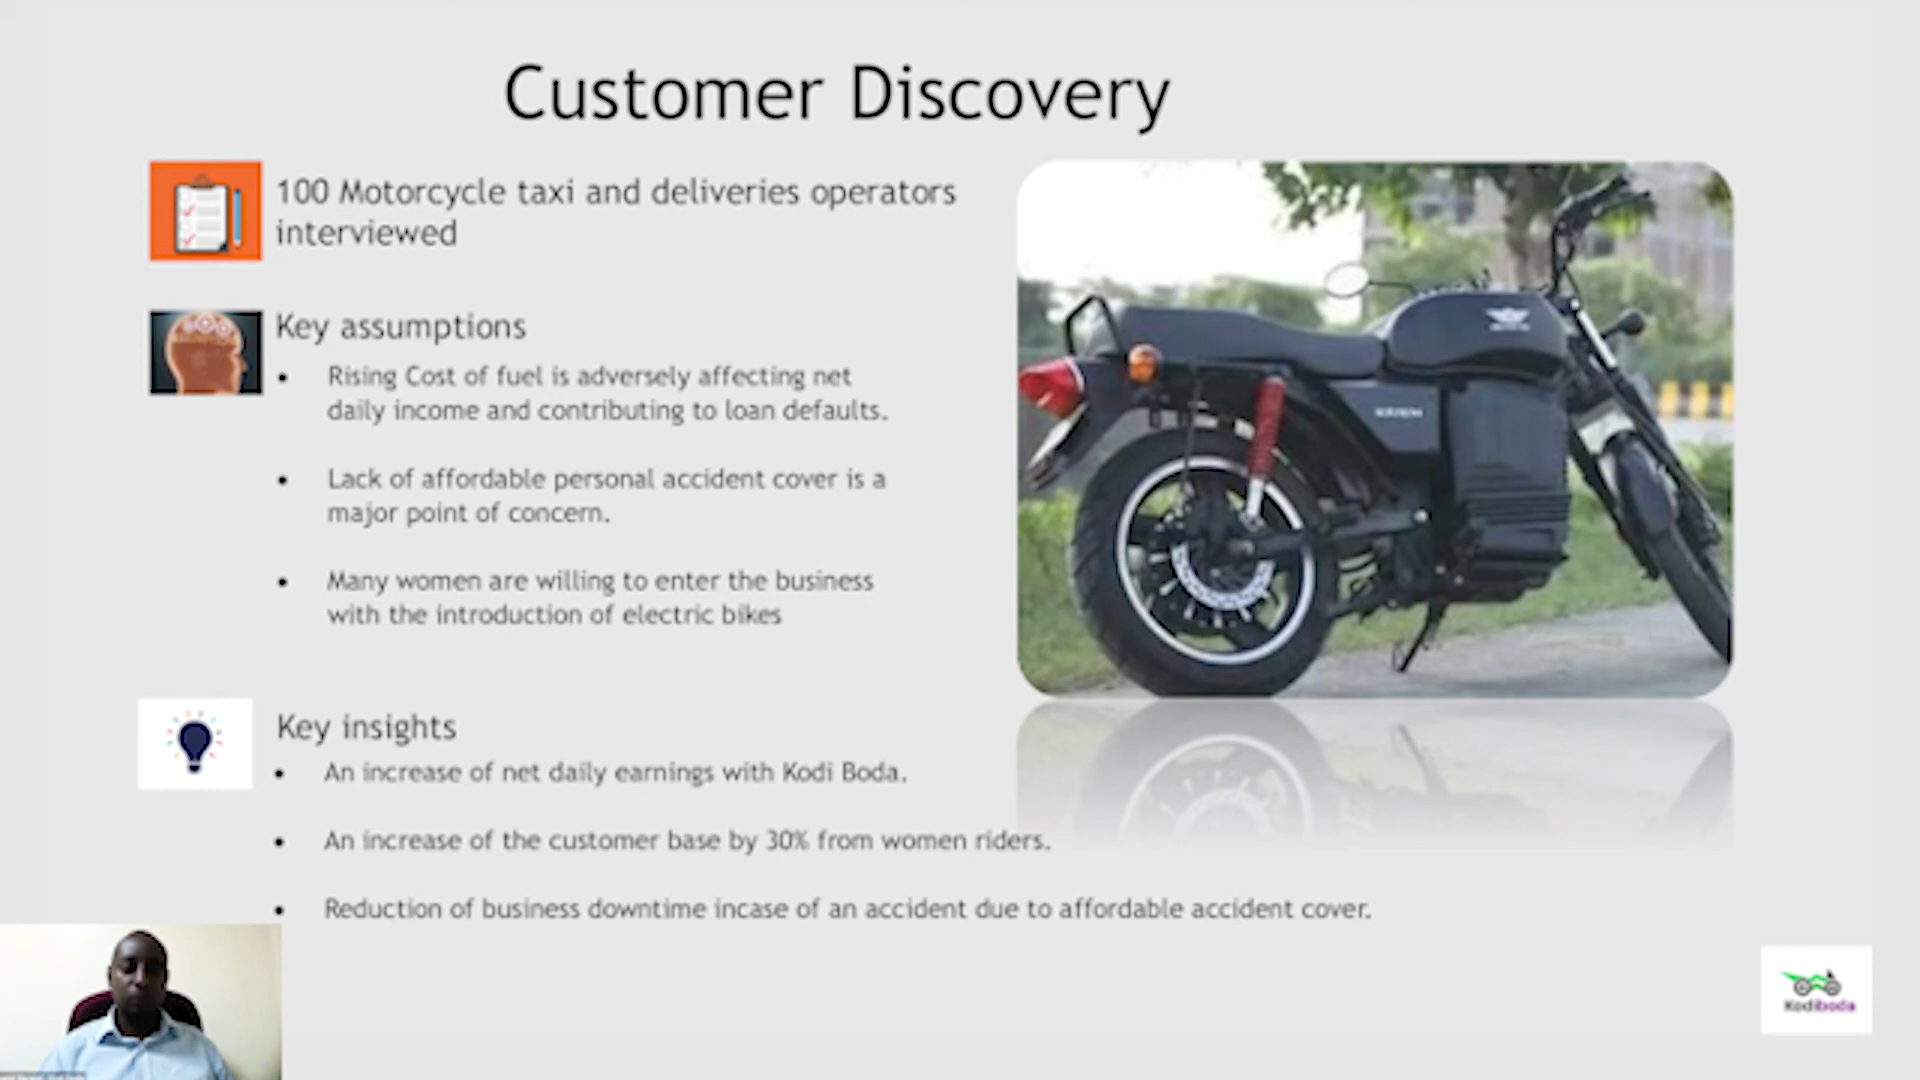 Customer Discovery
100 Motorcycle taxi and deliveries operators
interviewed
Key assumptions
• Rising Cost of fuel is adversely affecting net
daily income and contributing to loan defaults.
• Lack of affordable personal accident cover is a
major point of concern.
• Many women are willing to enter the business
with the introduction of electric bikes
Key insights
• An increase of net daily earnings with Kodi Boda.
• An increase of the customer base by 30% from women riders.
• Reduction of business downtime incase of an accident due to affordable accident cover.
Kodiboda